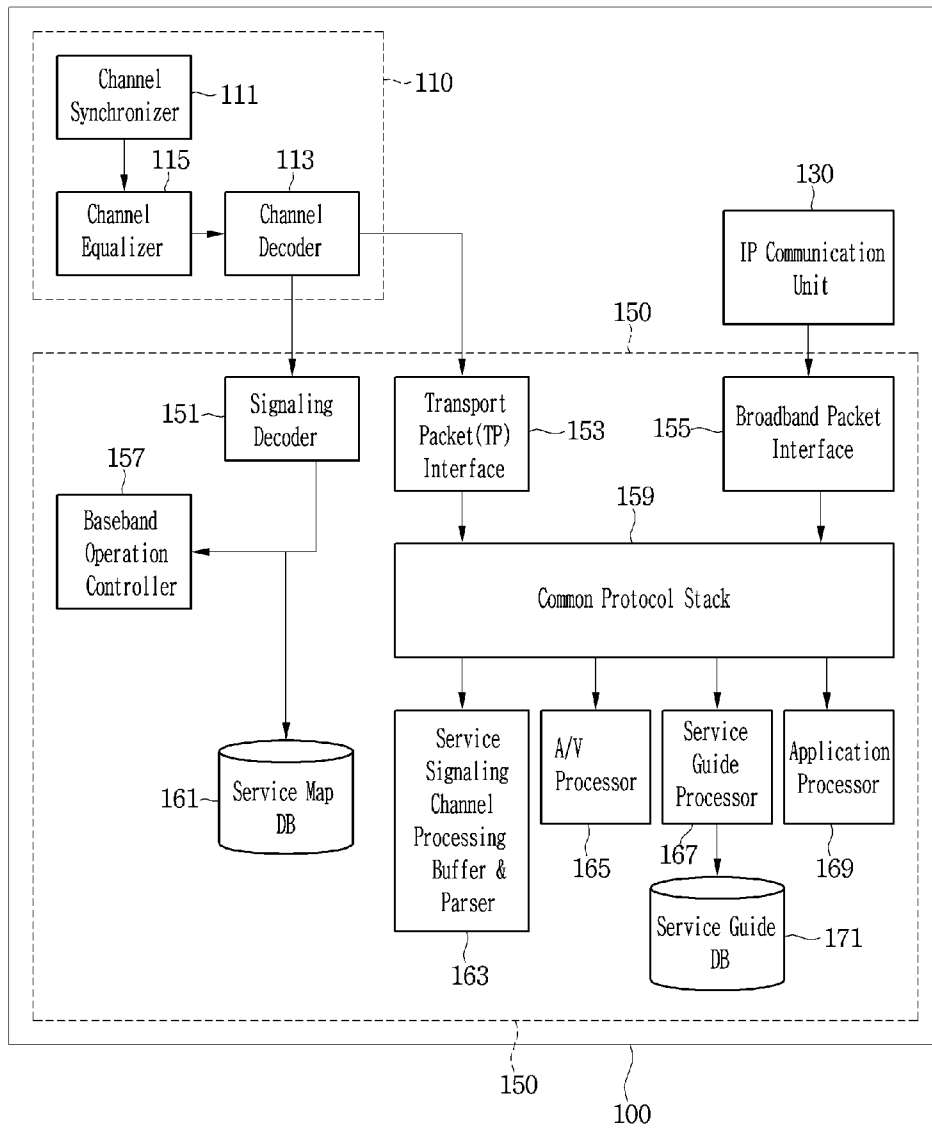 Channel
Synchronizer
111
110
115
113
Channel
Equalizer
Channel
Decoder
130
IP Communication
Unit
150
151
Signaling
Decoder
Transport
Packet(TP)
Interface
153
155
Broadband Packet
Interface
157
Baseband
Operation
Controller
159
Common Protocol Stack
161
Service Map
DB
Service
Signaling
Channel
Processing
Buffer &
Parser
163
A/V
Processor
165
Service
Guide
Processor
167
Application
Processor
169
Service Guide
DB
171
150
100